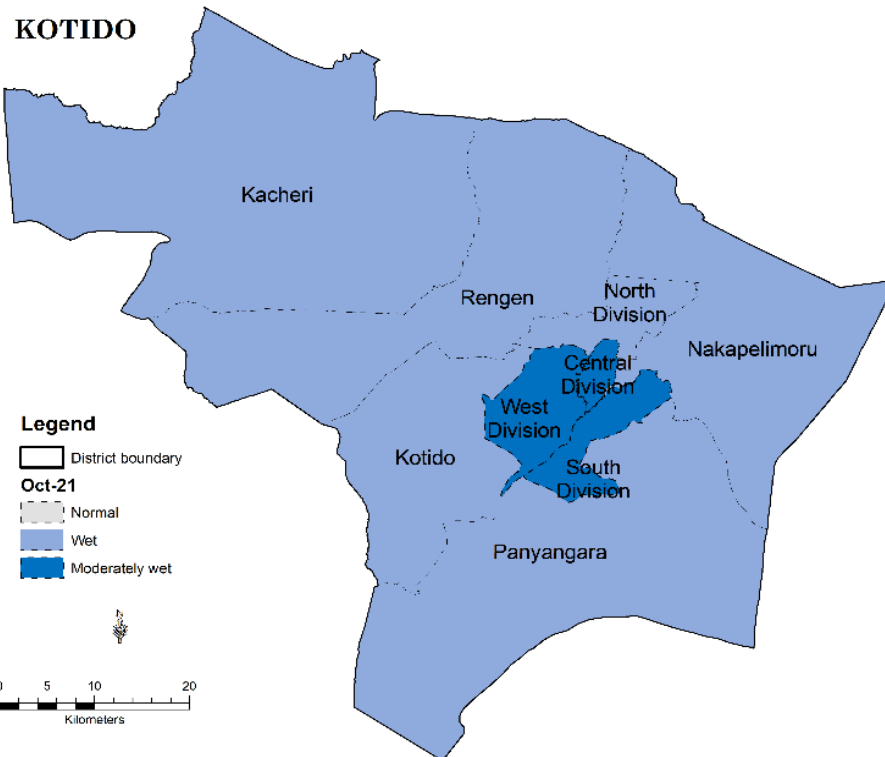 KOTIDO
Kacheri
Rengen
North
Division
Nakapelimoru
Central
Division
West
Division
Kotido
South
Division
Panyangara
Legend
District boundary
Oct-21
Normal
Wet
Moderately wet
0 5 10 20
Kilometers